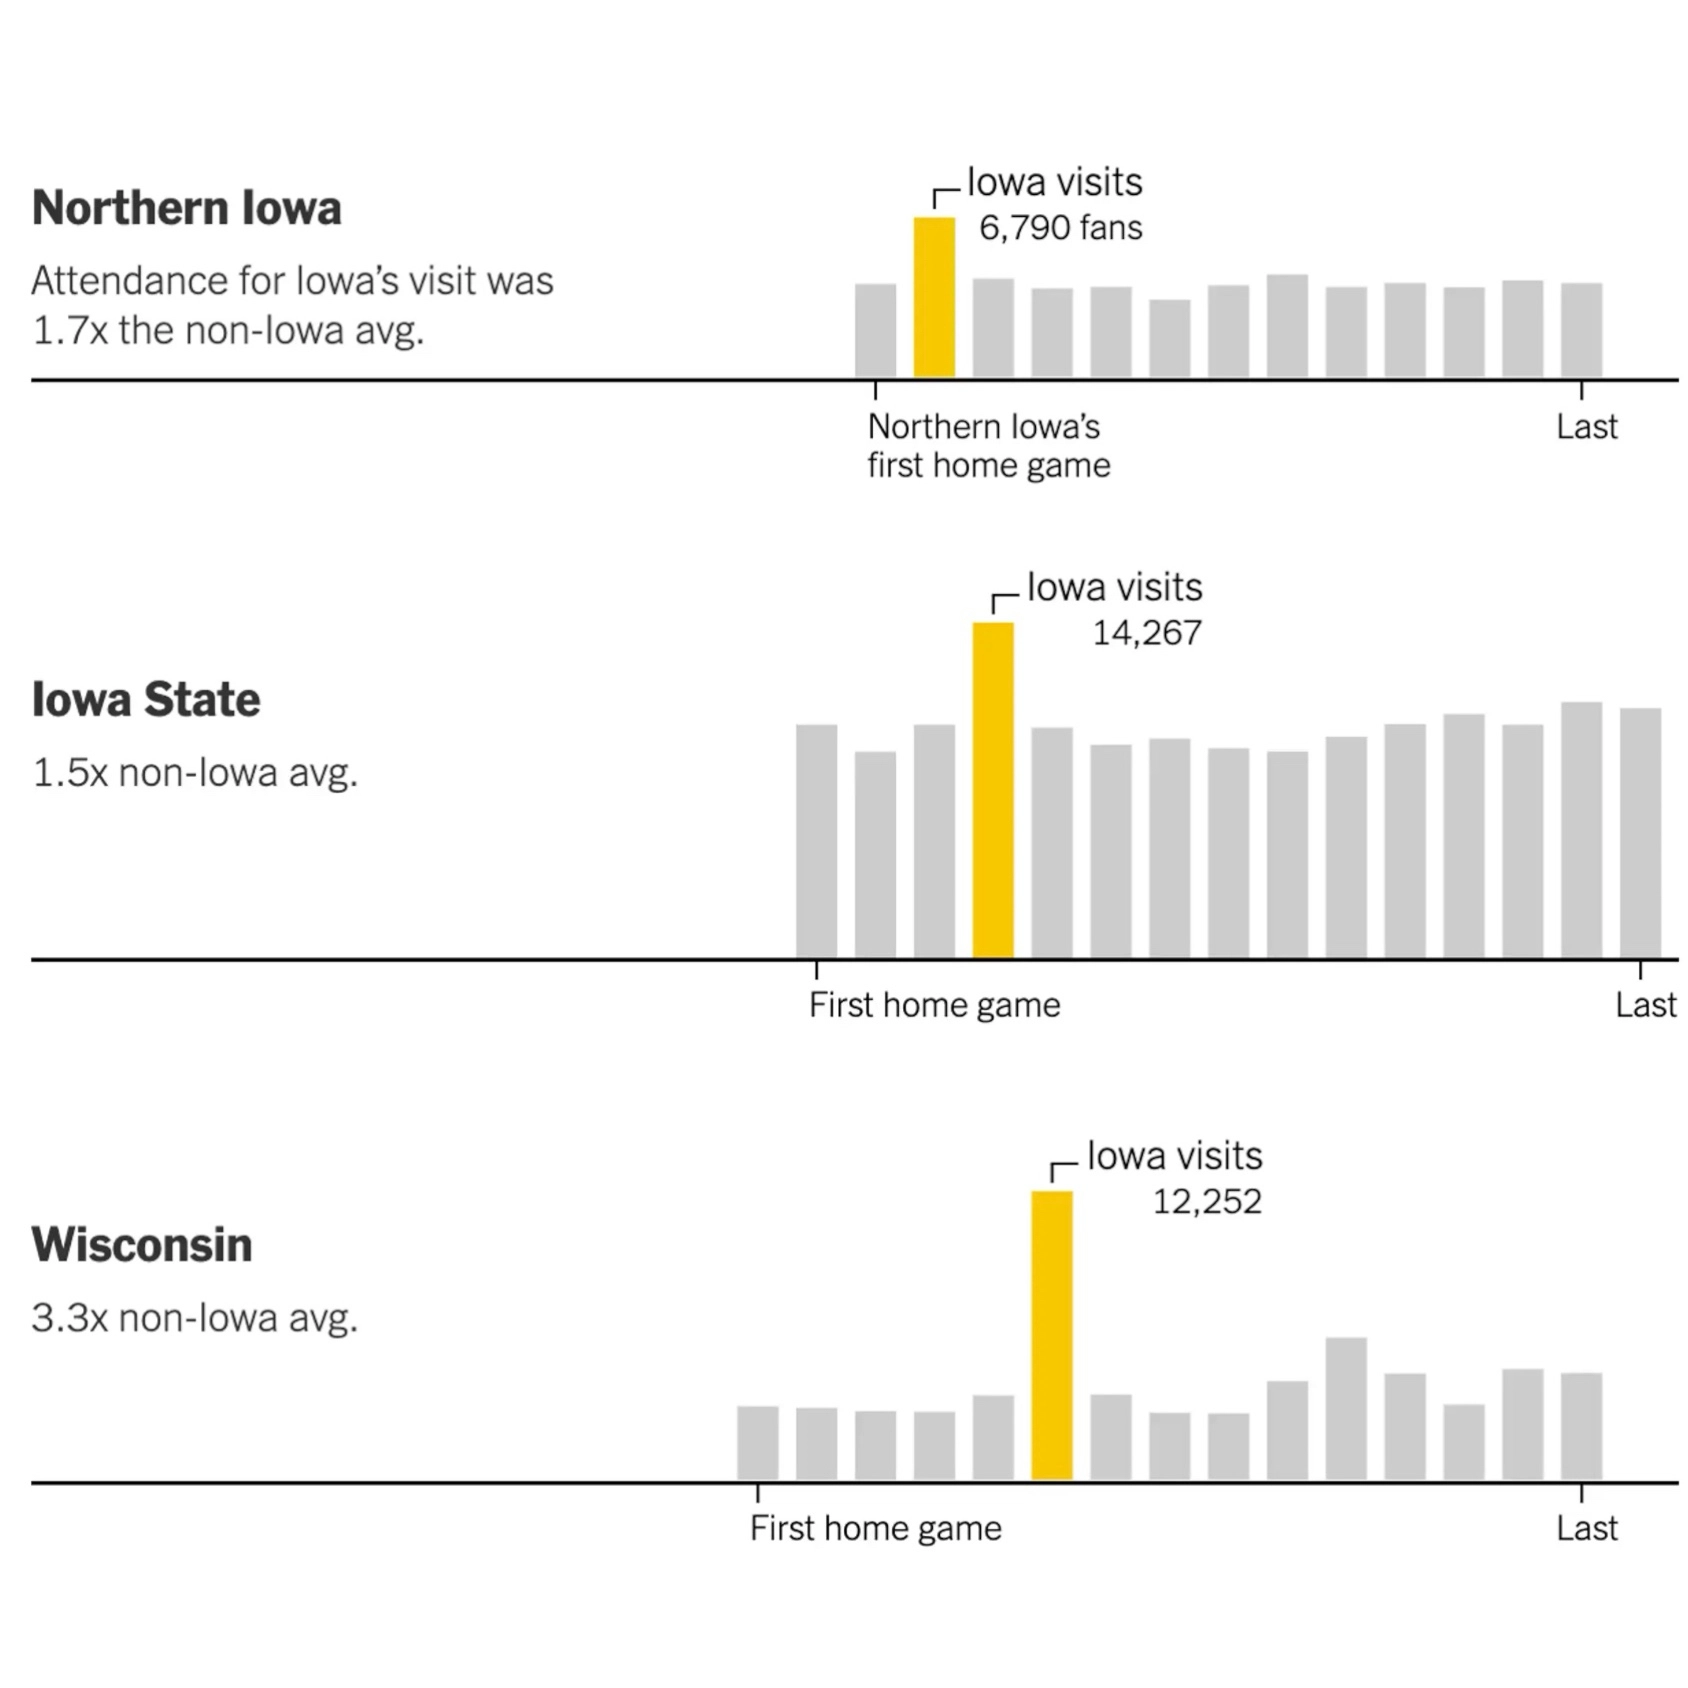 Northern Iowa
Attendance for Iowa’s visit was
1.7x the non-Iowa avg.
Iowa visits
6,790 fans
Northern Iowa’s
first home game
Last
Iowa State
1.5x non-Iowa avg.
Iowa visits
14,267
First home game
Last
Wisconsin
3.3x non-Iowa avg.
Iowa visits
12,252
First home game
Last